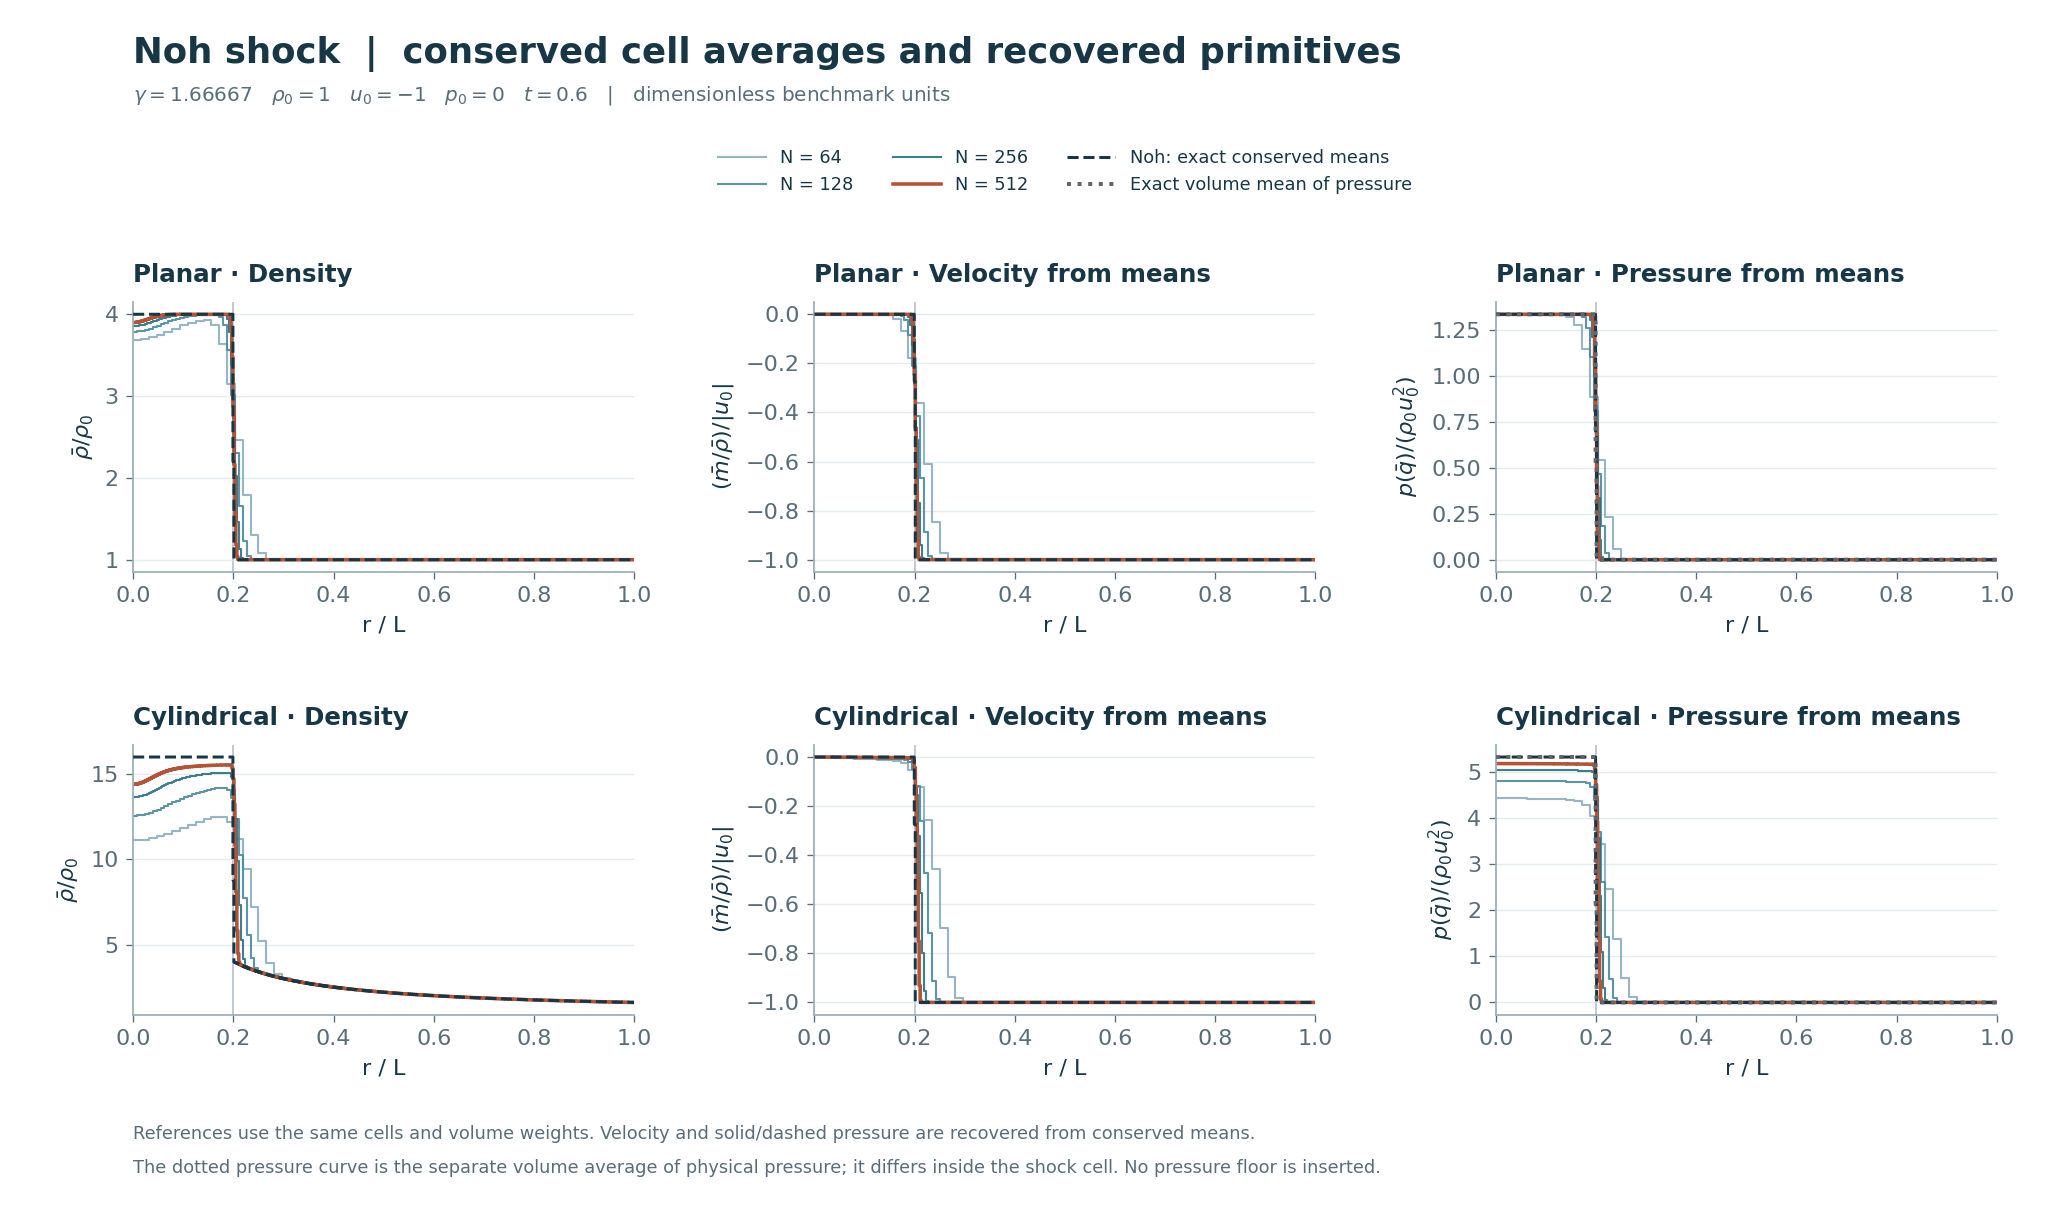 Noh shock | conserved cell averages and recovered primitives
γ = 1.66667 ρ₀ = 1 u₀ = −1 p₀ = 0 t = 0.6 | dimensionless benchmark units
N = 64 N = 256 Noh: exact conserved means
N = 128 N = 512 Exact volume mean of pressure
Planar · Density
ρ̄/ρ₀
4
3
2
1
0.0 0.2 0.4 0.6 0.8 1.0
r / L
Planar · Velocity from means
(m̄/ρ̄)/|u₀|
0.0
−0.2
−0.4
−0.6
−0.8
−1.0
0.0 0.2 0.4 0.6 0.8 1.0
r / L
Planar · Pressure from means
p(q̄)/(ρ₀u₀²)
1.25
1.00
0.75
0.50
0.25
0.00
0.0 0.2 0.4 0.6 0.8 1.0
r / L
Cylindrical · Density
ρ̄/ρ₀
15
10
5
0.0 0.2 0.4 0.6 0.8 1.0
r / L
Cylindrical · Velocity from means
(m̄/ρ̄)/|u₀|
0.0
−0.2
−0.4
−0.6
−0.8
−1.0
0.0 0.2 0.4 0.6 0.8 1.0
r / L
Cylindrical · Pressure from means
p(q̄)/(ρ₀u₀²)
5
4
3
2
1
0
0.0 0.2 0.4 0.6 0.8 1.0
r / L
References use the same cells and volume weights. Velocity and solid/dashed pressure are recovered from conserved means.
The dotted pressure curve is the separate volume average of physical pressure; it differs inside the shock cell. No pressure floor is inserted.